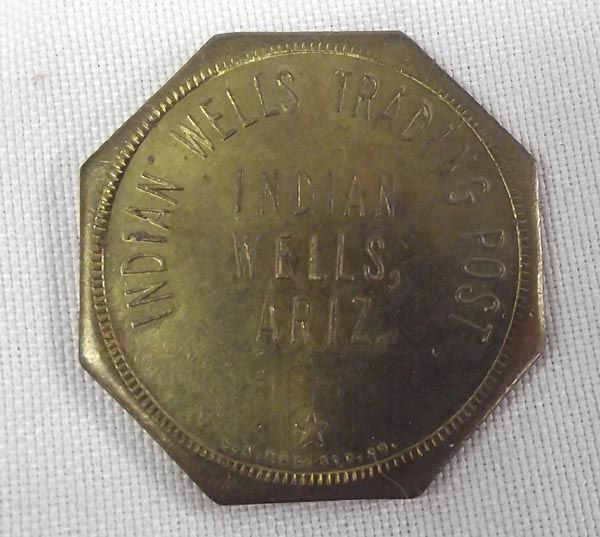 INDIAN WELLS TRADING POST
INDIAN
WELLS,
ARIZ.